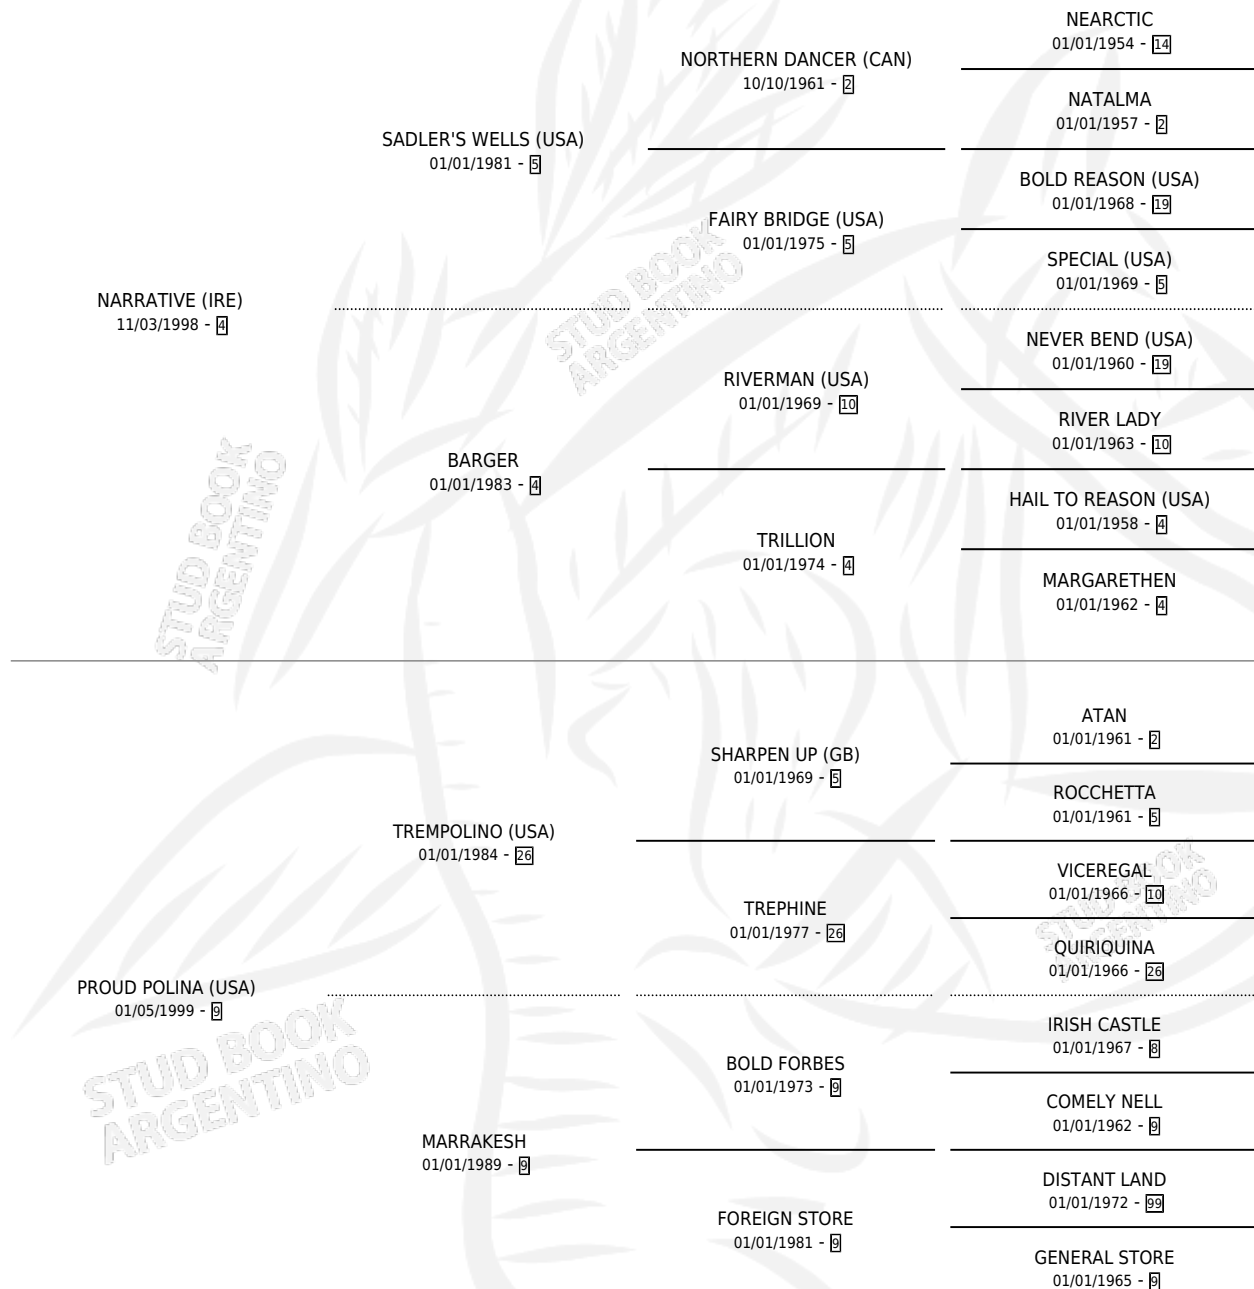 NEARCTIC
01/01/1954 - 14
NORTHERN DANCER (CAN)
10/10/1961 - 2
NATALMA
01/01/1957 - 2
SADLER'S WELLS (USA)
01/01/1981 - 5
BOLD REASON (USA)
01/01/1968 - 19
FAIRY BRIDGE (USA)
01/01/1975 - 5
SPECIAL (USA)
01/01/1969 - 5
STUD BOOK
ARGENTINO
NARRATIVE (IRE)
11/03/1998 - 4
NEVER BEND (USA)
01/01/1960 - 19
RIVERMAN (USA)
01/01/1969 - 10
RIVER LADY
01/01/1963 - 10
BARGER
01/01/1983 - 4
HAIL TO REASON (USA)
01/01/1958 - 4
TRILLION
01/01/1974 - 4
MARGARETHEN
01/01/1962 - 4
STUD BOOK
ARGENTINO
ATAN
01/01/1961 - 2
SHARPEN UP (GB)
01/01/1969 - 5
ROCCHETTA
01/01/1961 - 5
TREMPOLINO (USA)
01/01/1984 - 26
VICEREGAL
01/01/1966 - 10
TREPHINE
01/01/1977 - 26
QUIRIQUINA
01/01/1966 - 26
STUD BOOK
ARGENTINO
PROUD POLINA (USA)
01/05/1999 - 9
IRISH CASTLE
01/01/1967 - 8
BOLD FORBES
01/01/1973 - 9
COMELY NELL
01/01/1962 - 9
STUD BOOK
ARGENTINO
MARRAKESH
01/01/1989 - 9
DISTANT LAND
01/01/1972 - 99
FOREIGN STORE
01/01/1981 - 9
GENERAL STORE
01/01/1965 - 9